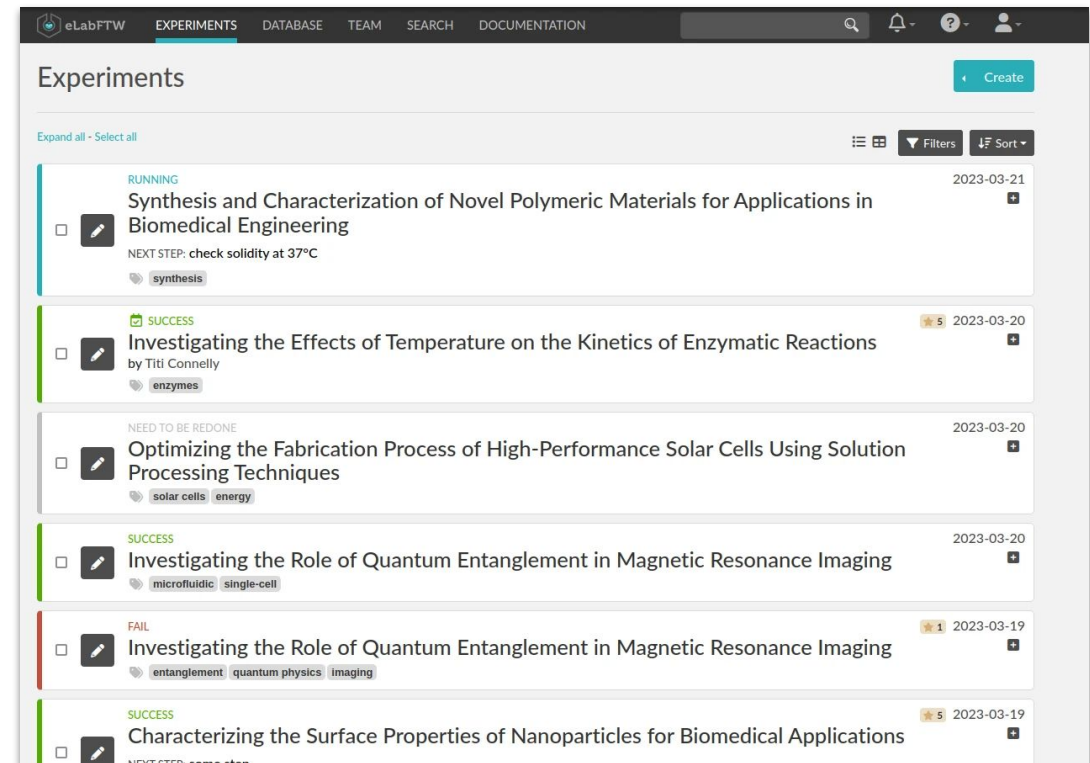 eLabFTW EXPERIMENTS DATABASE TEAM SEARCH DOCUMENTATION
Experiments
Create
Expand all - Select all
Filters Sort
RUNNING 2023-03-21
Synthesis and Characterization of Novel Polymeric Materials for Applications in
Biomedical Engineering
NEXT STEP: check solidity at 37°C
synthesis
SUCCESS 5 2023-03-20
Investigating the Effects of Temperature on the Kinetics of Enzymatic Reactions
by Titi Connelly
enzymes
NEED TO BE REDONE 2023-03-20
Optimizing the Fabrication Process of High-Performance Solar Cells Using Solution
Processing Techniques
solar cells energy
SUCCESS 2023-03-20
Investigating the Role of Quantum Entanglement in Magnetic Resonance Imaging
microfluidic single-cell
FAIL 1 2023-03-19
Investigating the Role of Quantum Entanglement in Magnetic Resonance Imaging
entanglement quantum physics imaging
SUCCESS 5 2023-03-19
Characterizing the Surface Properties of Nanoparticles for Biomedical Applications
NEXT STEP: some step